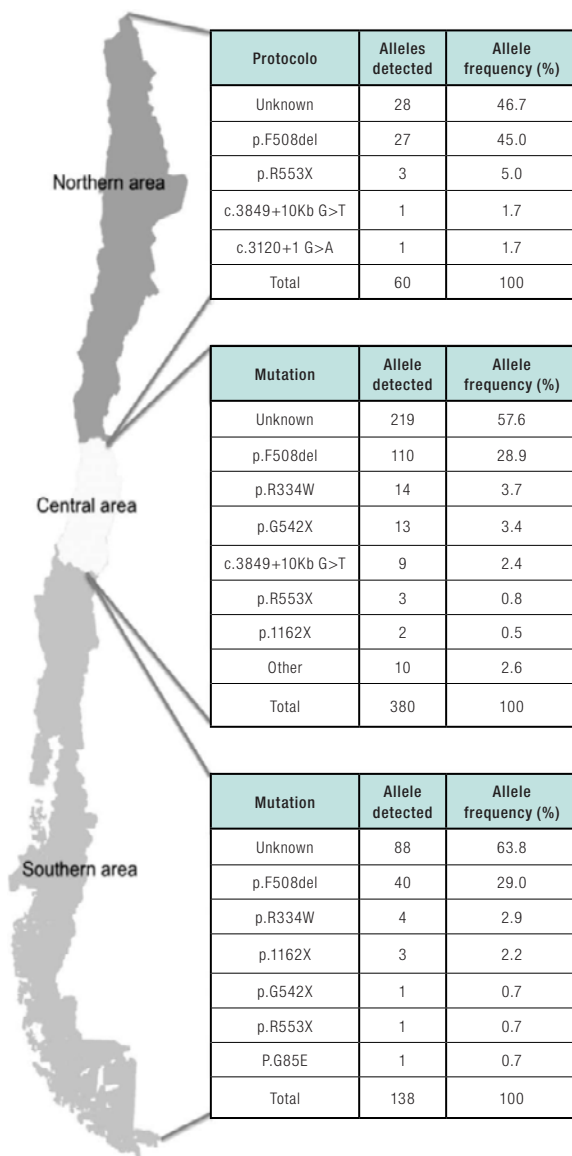 Protocolo Alleles detected Allele frequency (%)
Unknown 28 46.7
p.F508del 27 45.0
p.R553X 3 5.0
c.3849+10Kb G>T 1 1.7
c.3120+1 G>A 1 1.7
Total 60 100
Northern area
Mutation Allele detected Allele frequency (%)
Unknown 219 57.6
p.F508del 110 28.9
p.R334W 14 3.7
p.G542X 13 3.4
c.3849+10Kb G>T 9 2.4
p.R553X 3 0.8
p.1162X 2 0.5
Other 10 2.6
Total 380 100
Central area
Mutation Allele detected Allele frequency (%)
Unknown 88 63.8
p.F508del 40 29.0
p.R334W 4 2.9
p.1162X 3 2.2
p.G542X 1 0.7
p.R553X 1 0.7
P.G85E 1 0.7
Total 138 100
Southern area